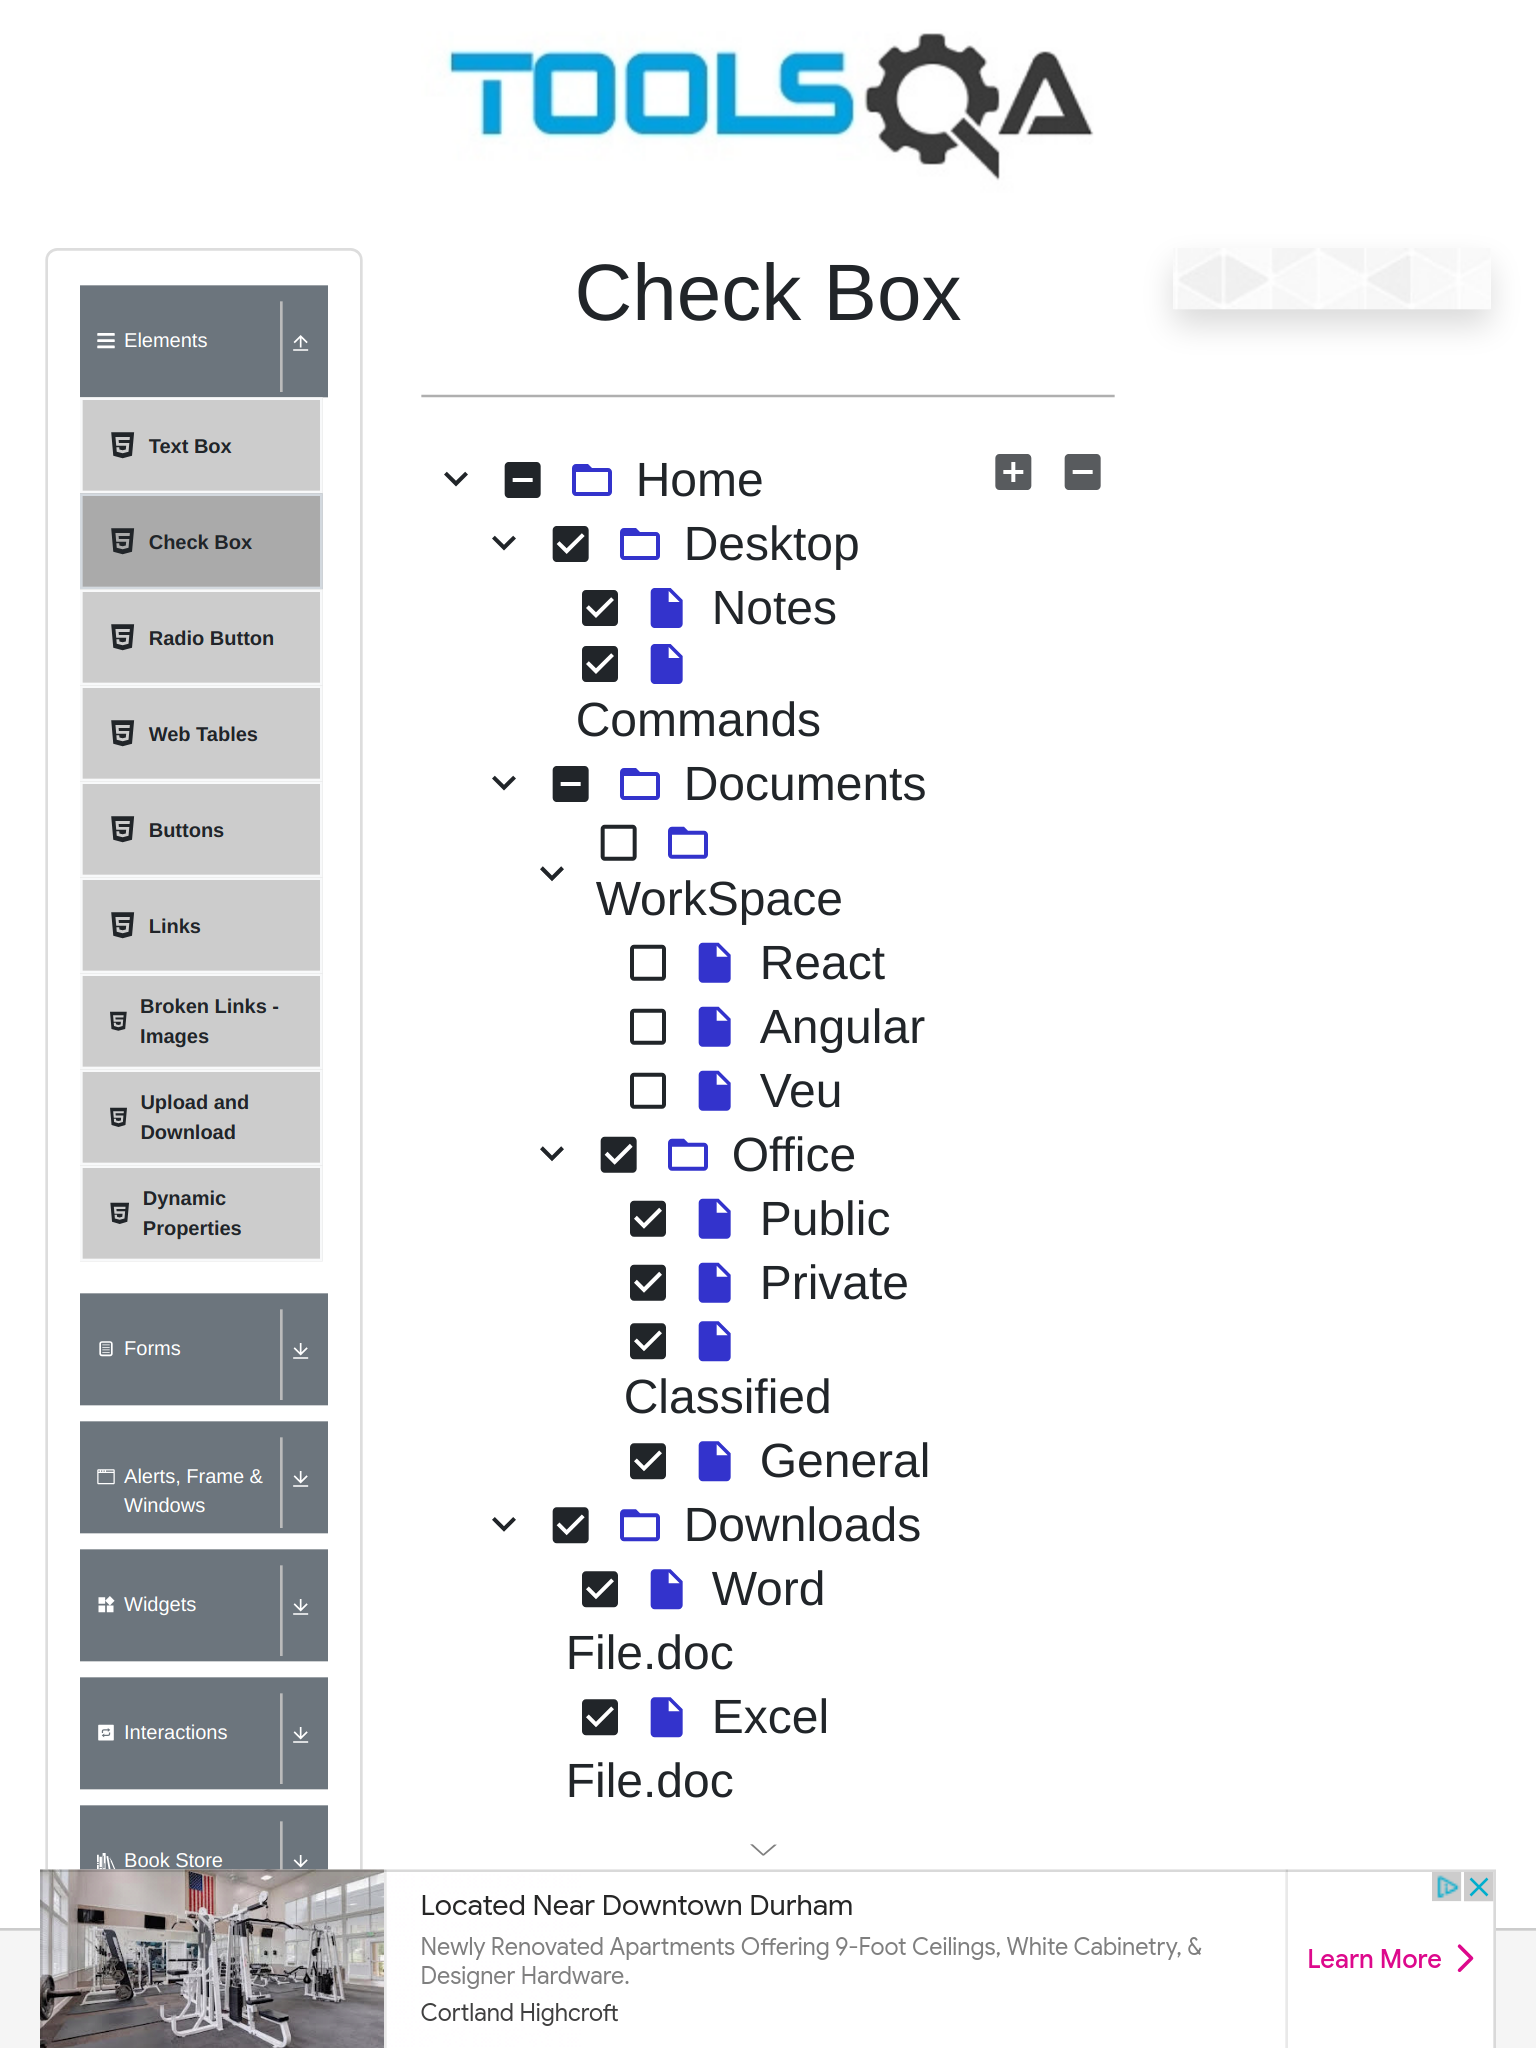 TOOLSQA
Check Box
Elements
Text Box
Check Box
Radio Button
Web Tables
Buttons
Links
Broken Links -
Images
Upload and
Download
Dynamic
Properties
Forms
Alerts, Frame &
Windows
Widgets
Interactions
Book Store
Home
Desktop
Notes
Commands
Documents
WorkSpace
React
Angular
Veu
Office
Public
Private
Classified
General
Downloads
Word
File.doc
Excel
File.doc
Located Near Downtown Durham
Newly Renovated Apartments Offering 9-Foot Ceilings, White Cabinetry, &
Designer Hardware.
Cortland Highcroft
Learn More